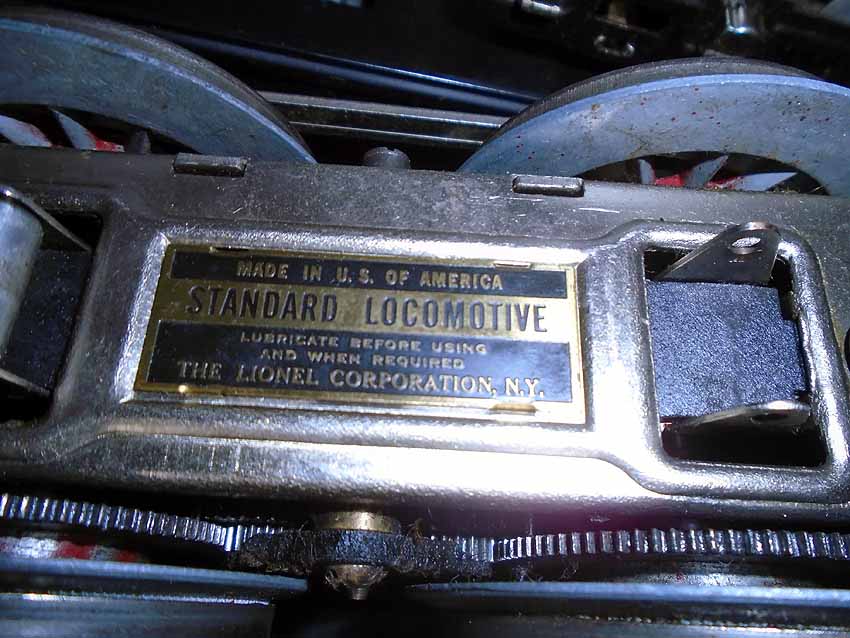 MADE IN U.S. OF AMERICA
STANDARD LOCOMOTIVE
LUBRICATE BEFORE USING
AND WHEN REQUIRED
THE LIONEL CORPORATION, N.Y.